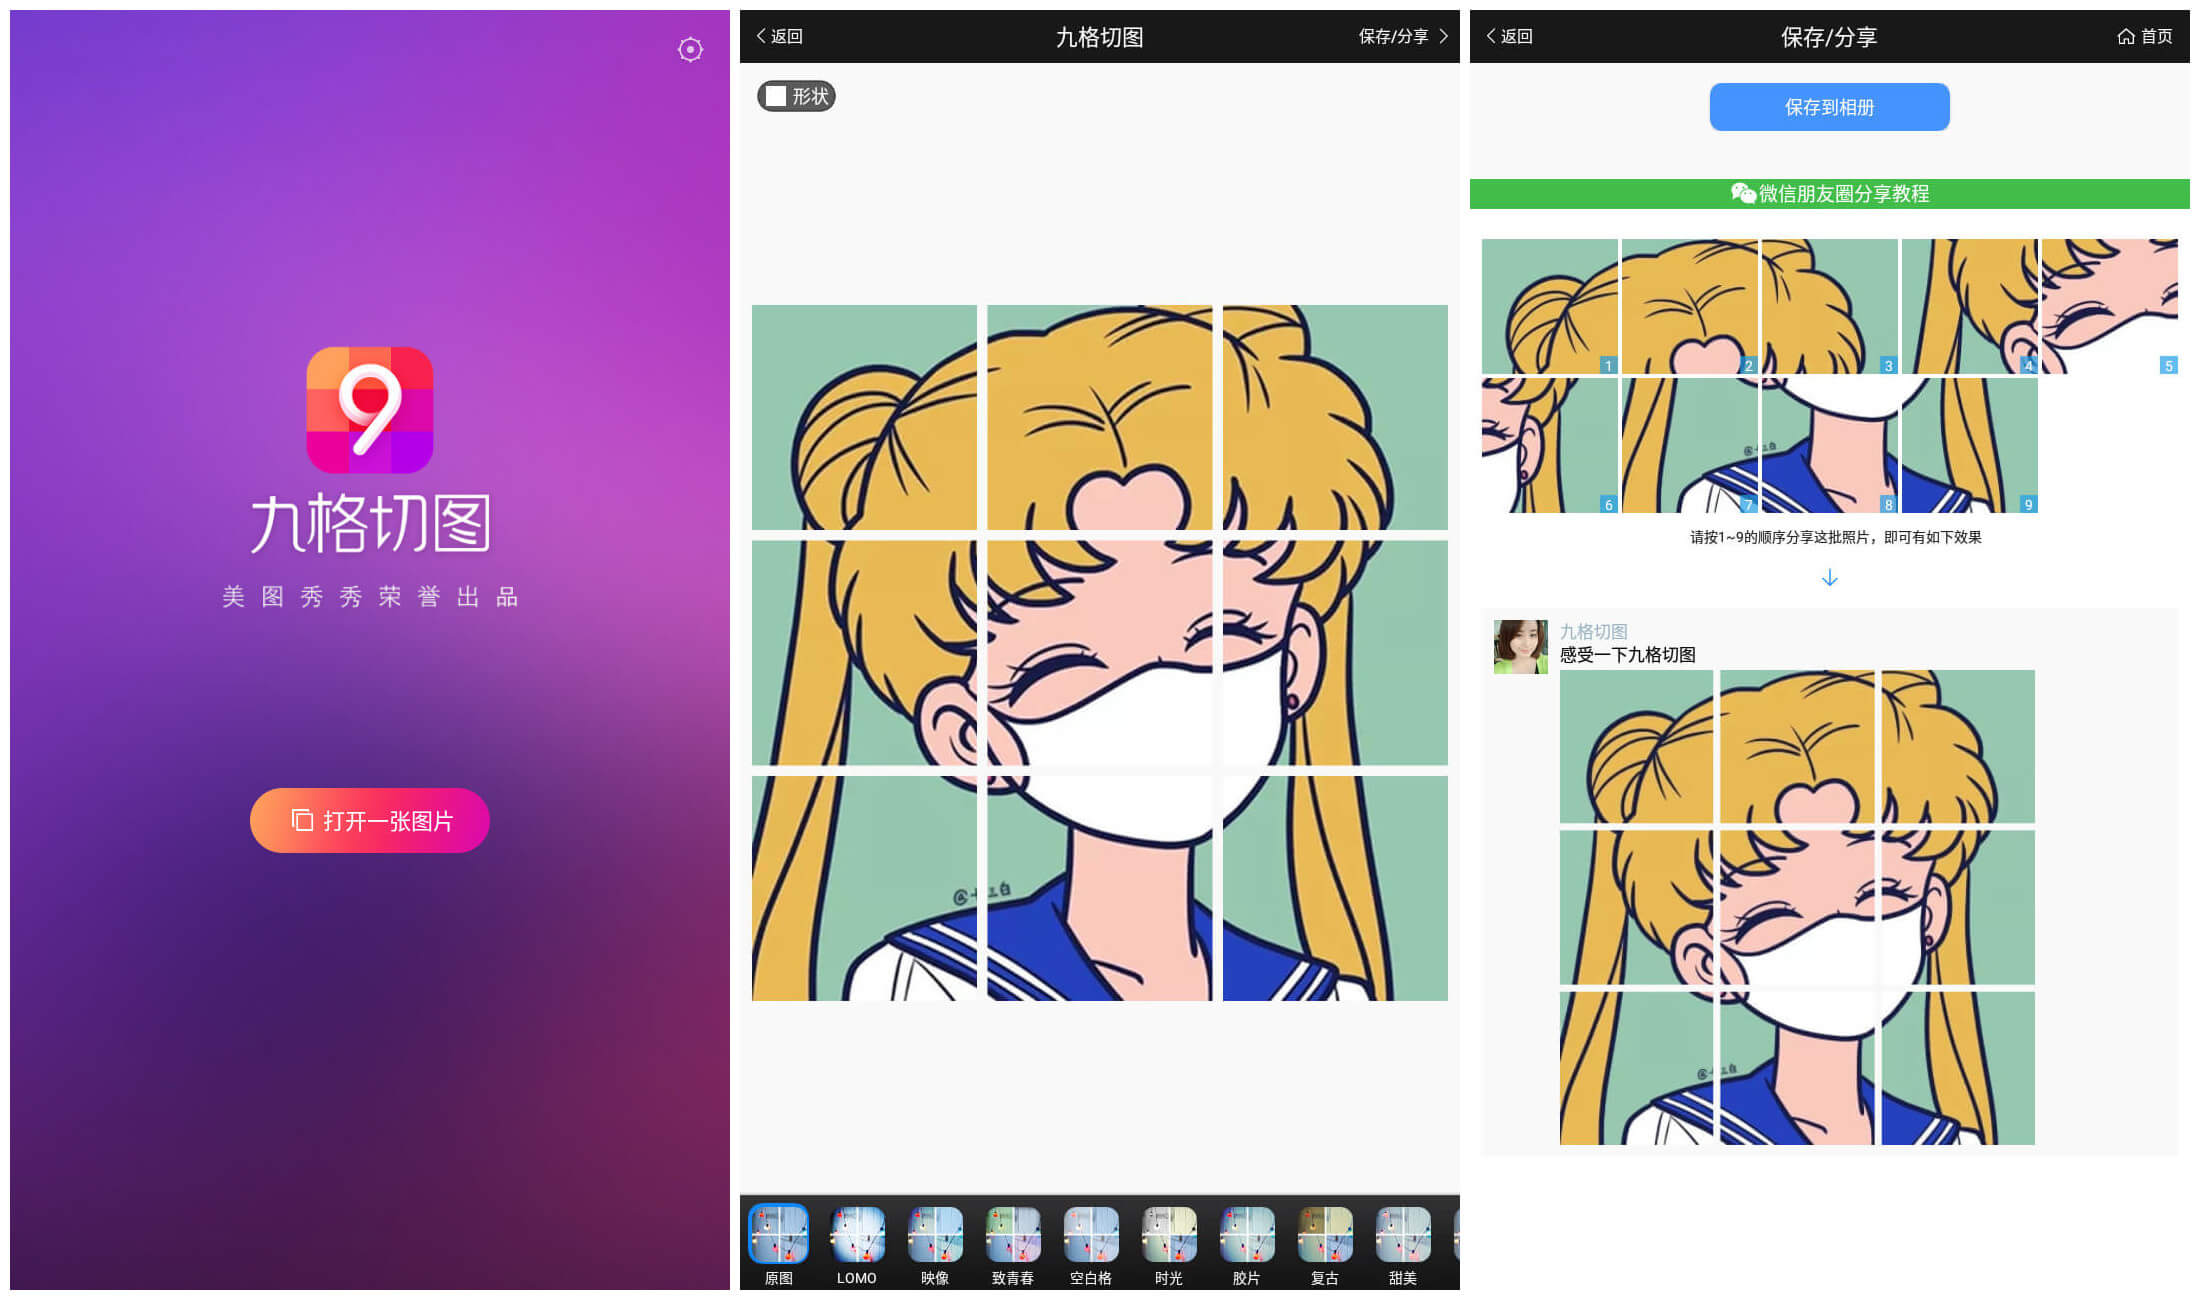 9
九格切图
美图秀秀荣誉出品
打开一张图片
返回
九格切图
保存/分享
形状
@十三白
原图
LOMO
映像
致青春
空白格
时光
胶片
复古
甜美
返回
保存/分享
首页
保存到相册
微信朋友圈分享教程
1
2
3
4
5
6
7
8
9
请按1~9的顺序分享这批照片，即可有如下效果
九格切图
感受一下九格切图